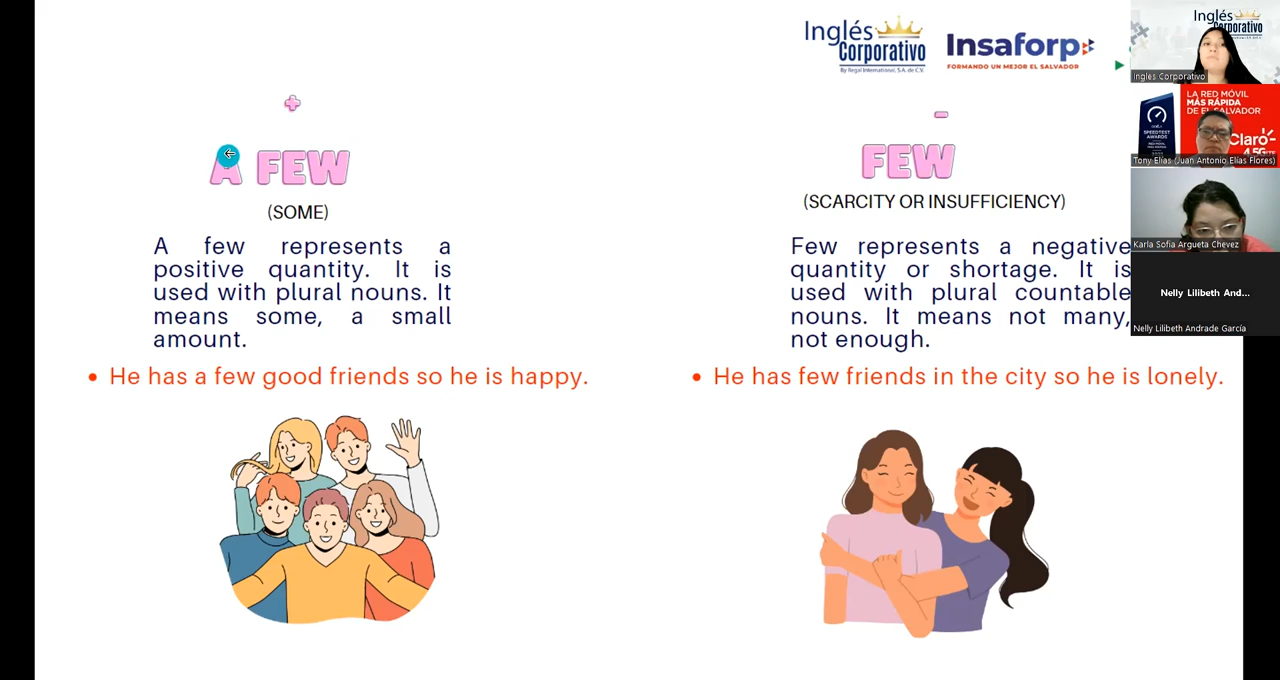 Inglés
Corporativo
By Regal International, S.A. de C.V.
Insaforp
FORMANDO UN MEJOR EL SALVADOR
+
A FEW
(SOME)
A few represents a
positive quantity. It is
used with plural nouns. It
means some, a small
amount.
• He has a few good friends so he is happy.
-
FEW
(SCARCITY OR INSUFFICIENCY)
Few represents a negative
quantity or shortage. It is
used with plural countable
nouns. It means not many,
not enough.
• He has few friends in the city so he is lonely.
Inglés
Corporativo
Ingles Corporativo
LA RED MÓVIL
MÁS RÁPIDA
DE EL SALVADOR
SPEEDTEST
AWARDS
Claro
4.5G
Tony Elías (Juan Antonio Elías Flores)
Karla Sofia Argueta Chevez
Nelly Lilibeth And...
Nelly Lilibeth Andrade García